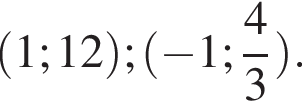 (1; 12); (−1; 4/3).